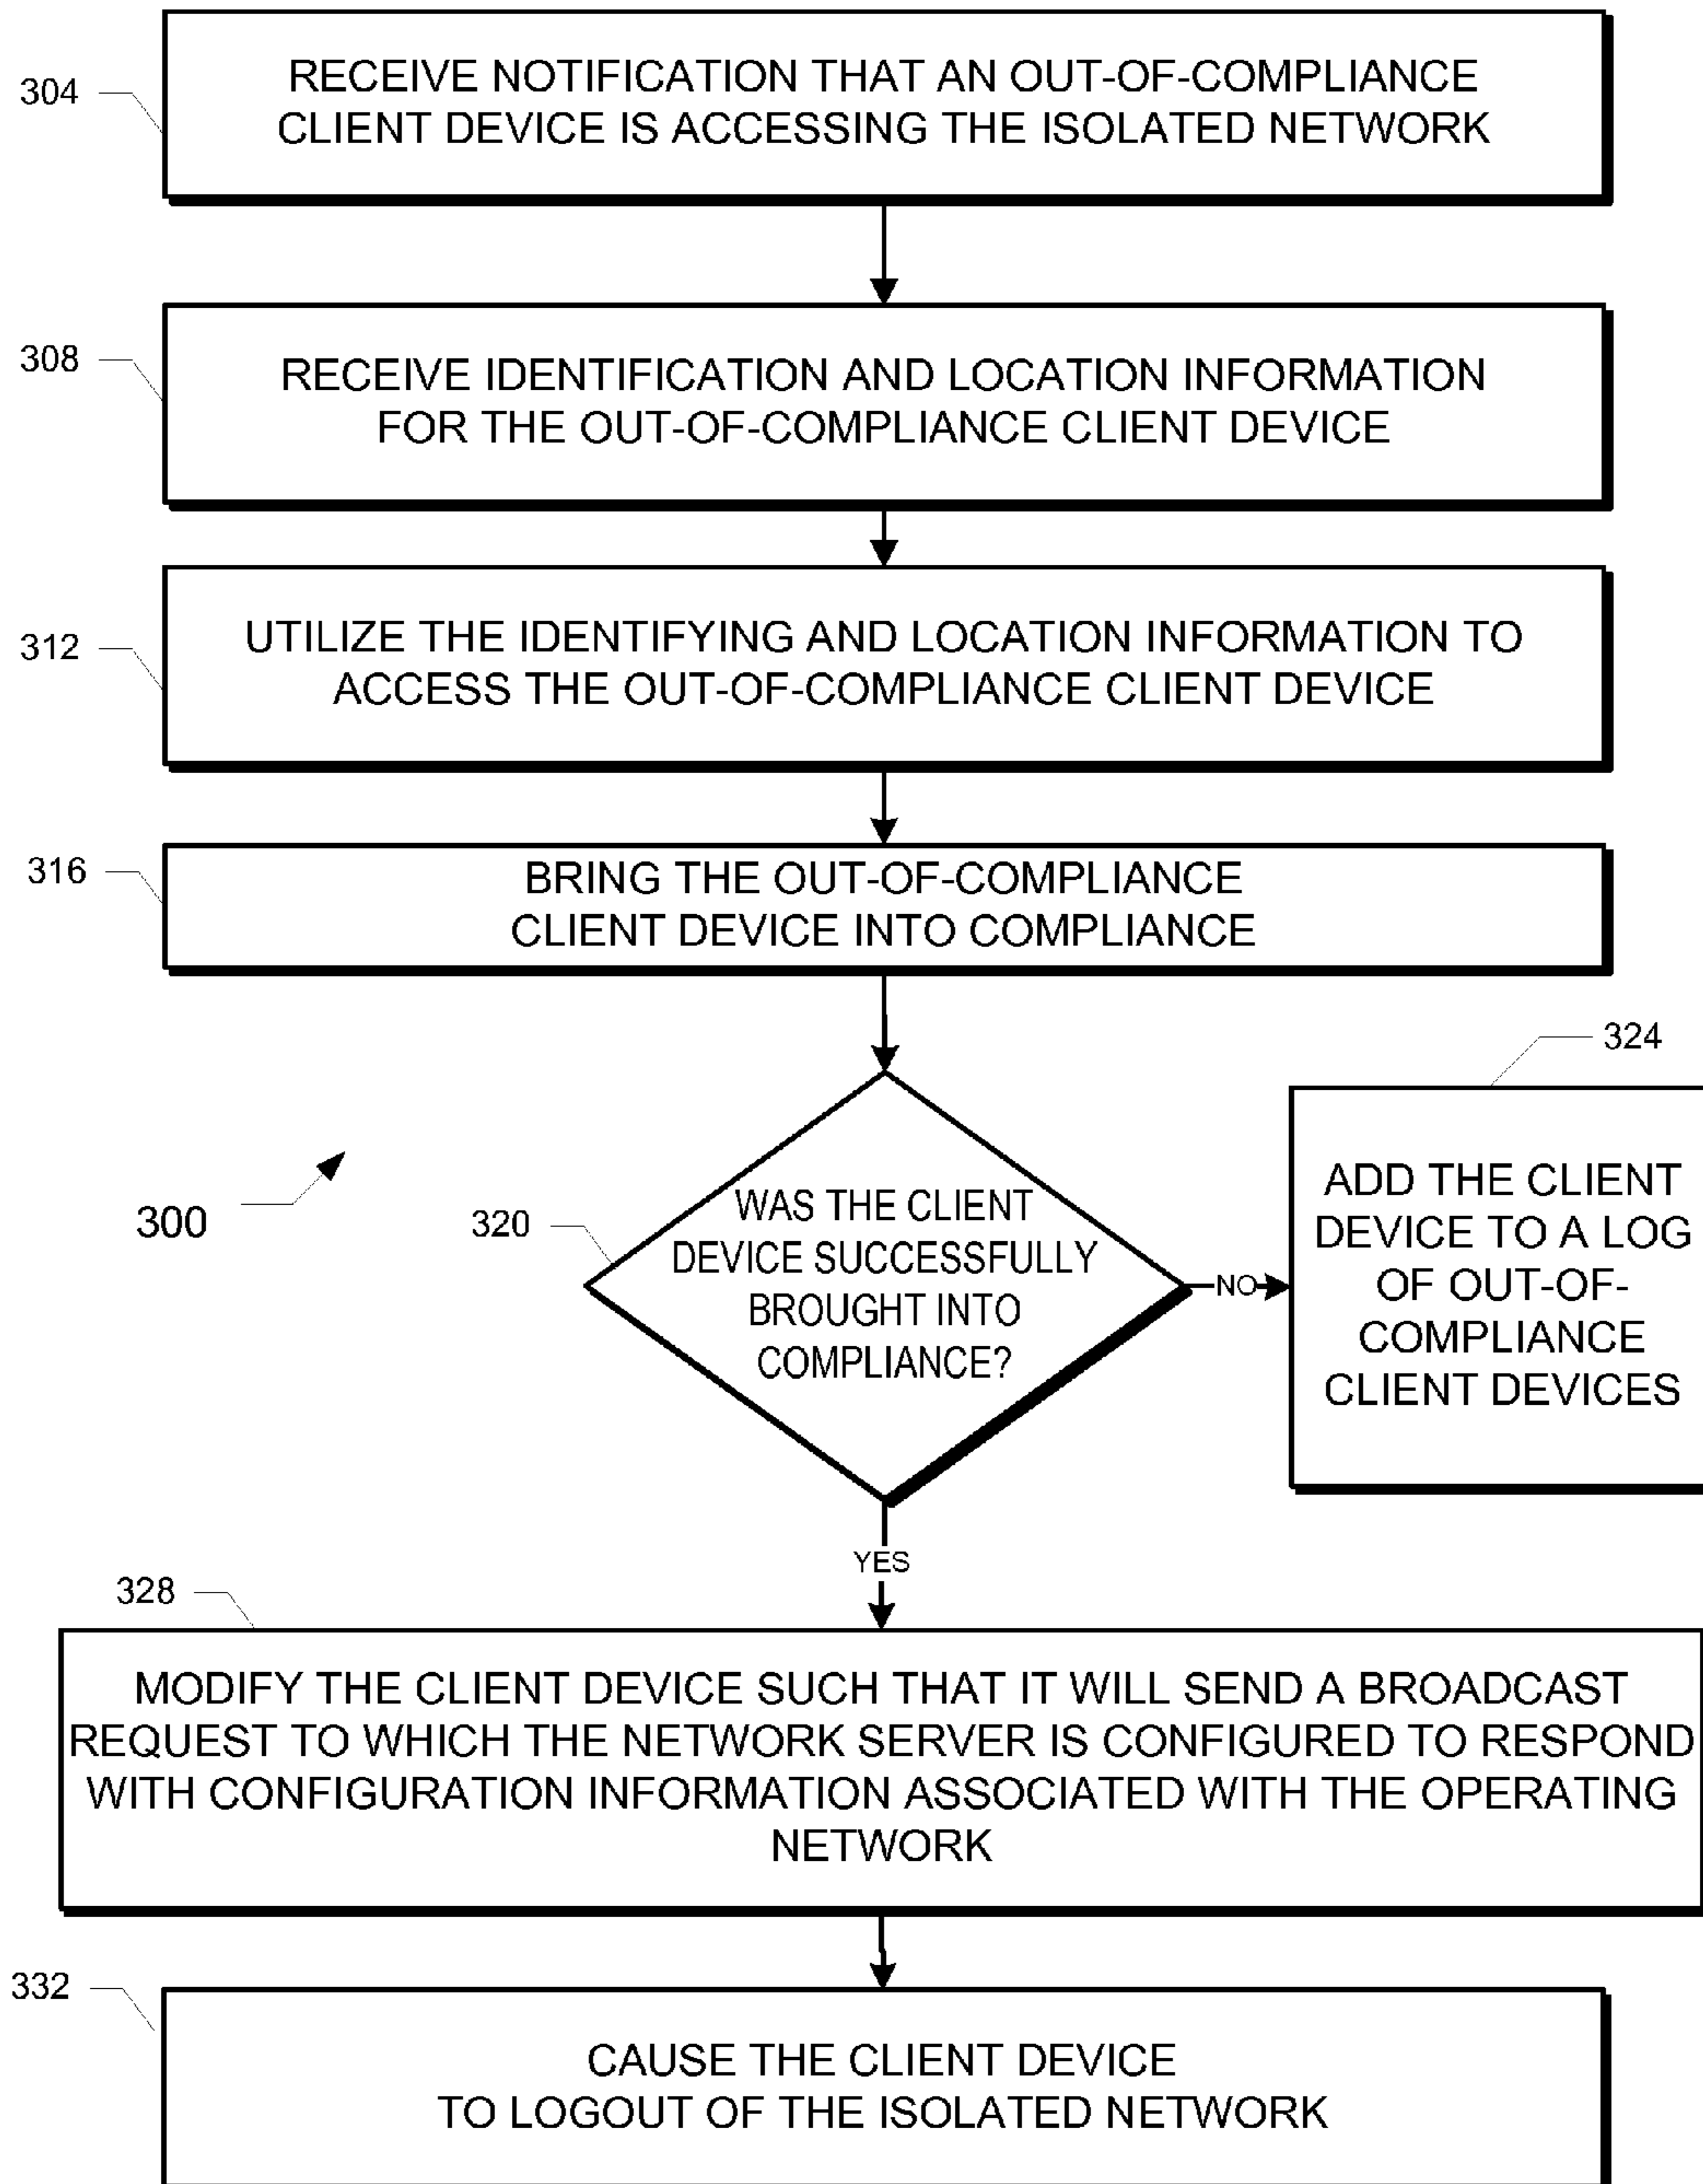 304
RECEIVE NOTIFICATION THAT AN OUT-OF-COMPLIANCE
CLIENT DEVICE IS ACCESSING THE ISOLATED NETWORK
308
RECEIVE IDENTIFICATION AND LOCATION INFORMATION
FOR THE OUT-OF-COMPLIANCE CLIENT DEVICE
312
UTILIZE THE IDENTIFYING AND LOCATION INFORMATION TO
ACCESS THE OUT-OF-COMPLIANCE CLIENT DEVICE
316
BRING THE OUT-OF-COMPLIANCE
CLIENT DEVICE INTO COMPLIANCE
300
320
WAS THE CLIENT
DEVICE SUCCESSFULLY
BROUGHT INTO
COMPLIANCE?
NO
324
ADD THE CLIENT
DEVICE TO A LOG
OF OUT-OF-
COMPLIANCE
CLIENT DEVICES
YES
328
MODIFY THE CLIENT DEVICE SUCH THAT IT WILL SEND A BROADCAST
REQUEST TO WHICH THE NETWORK SERVER IS CONFIGURED TO RESPOND
WITH CONFIGURATION INFORMATION ASSOCIATED WITH THE OPERATING
NETWORK
332
CAUSE THE CLIENT DEVICE
TO LOGOUT OF THE ISOLATED NETWORK